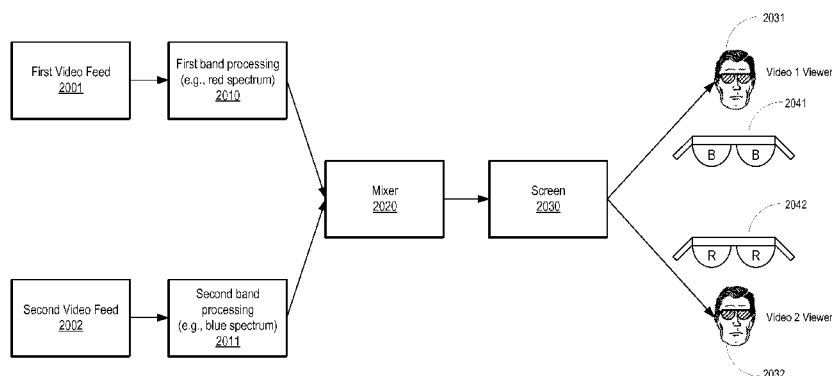 2031
First Video Feed
2001
First band processing
(e.g., red spectrum)
2010
Video 1 Viewer
2041
B B
Mixer
2020
Screen
2030
2042
R R
Second Video Feed
2002
Second band
processing
(e.g., blue spectrum)
2011
Video 2 Viewer
2032